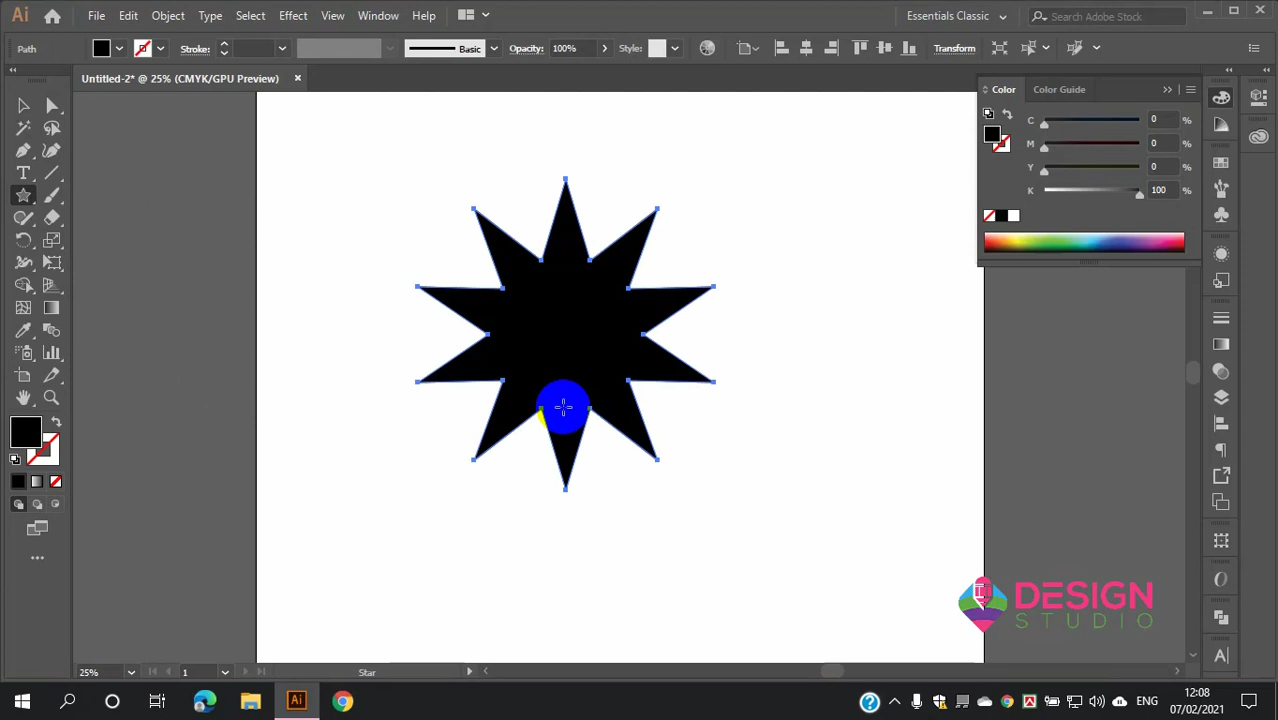 Ai File Edit Object Type Select Effect View Window Help Essentials Classic Search Adobe Stock
Path Stroke: Basic Opacity: 100% Style: Transform
Untitled-2* @ 25% (CMYK/GPU Preview)
Color Color Guide
C 0 %
M 0 %
Y 0 %
K 100 %
DESIGN
STUDIO
25% 1 Star
Ai ENG 12:08
07/02/2021